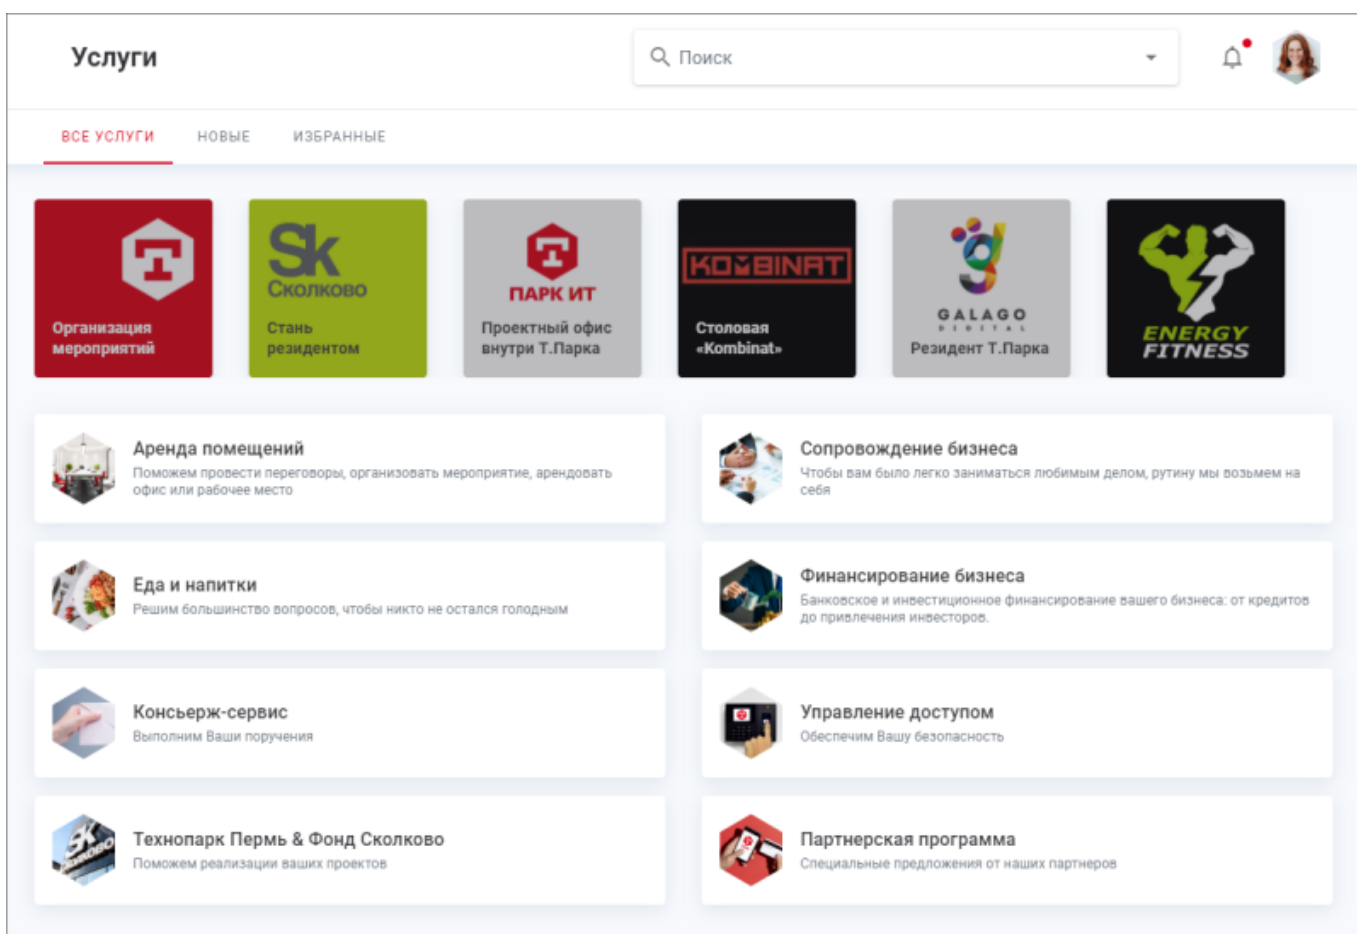 Услуги
Поиск
ВСЕ УСЛУГИ
НОВЫЕ
ИЗБРАННЫЕ
Организация
мероприятий
Sk
Сколково
Стань
резидентом
ПАРК ИТ
Проектный офис
внутри Т.Парка
KOMBINAT
Столовая
«Kombinat»
GALAGO
DIGITAL
Резидент Т.Парка
ENERGY
FITNESS
Аренда помещений
Поможем провести переговоры, организовать мероприятие, арендовать
офис или рабочее место
Сопровождение бизнеса
Чтобы вам было легко заниматься любимым делом, рутину мы возьмем на
себя
Еда и напитки
Решим большинство вопросов, чтобы никто не остался голодным
Финансирование бизнеса
Банковское и инвестиционное финансирование вашего бизнеса: от кредитов
до привлечения инвесторов.
Консьерж-сервис
Выполним Ваши поручения
Управление доступом
Обеспечим Вашу безопасность
Технопарк Пермь & Фонд Сколково
Поможем реализации ваших проектов
Партнерская программа
Специальные предложения от наших партнеров